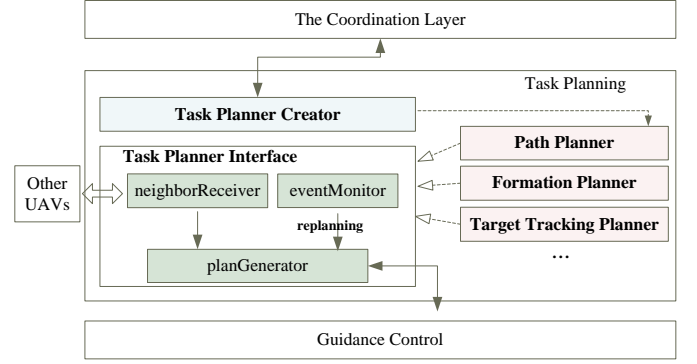 The Coordination Layer
Task Planning
Task Planner Creator
Path Planner
Task Planner Interface
Other
UAVs
neighborReceiver
eventMonitor
Formation Planner
replanning
Target Tracking Planner
...
planGenerator
Guidance Control